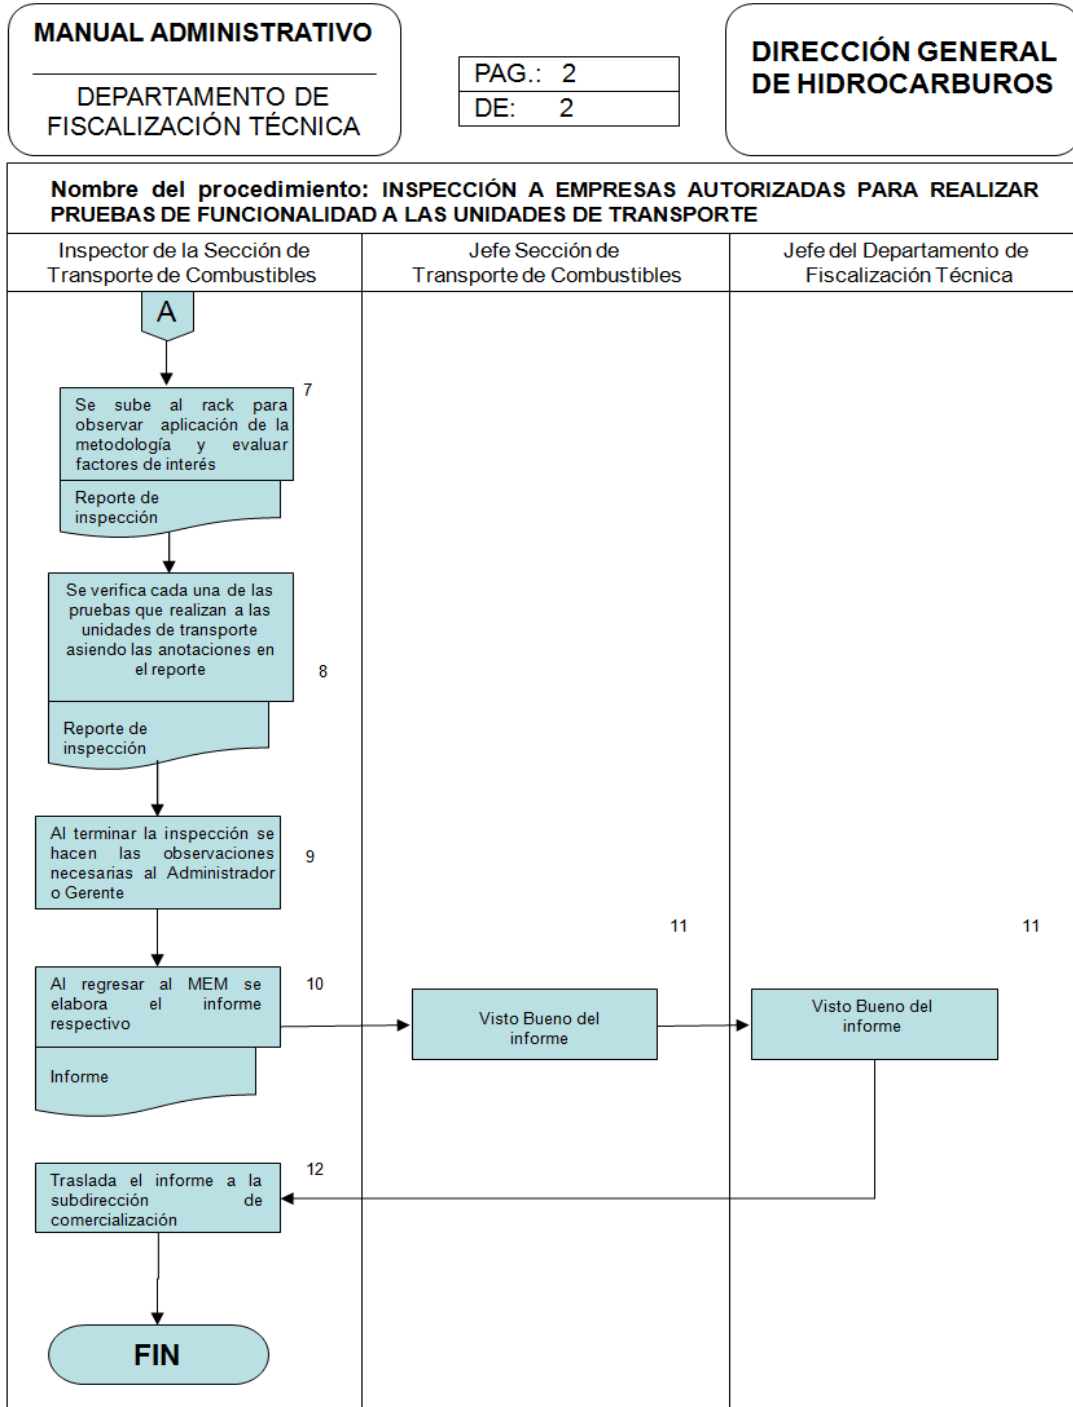 MANUAL ADMINISTRATIVO
DEPARTAMENTO DE
FISCALIZACIÓN TÉCNICA
PAG.: 2
DE: 2
DIRECCIÓN GENERAL
DE HIDROCARBUROS
Nombre del procedimiento: INSPECCIÓN A EMPRESAS AUTORIZADAS PARA REALIZAR
PRUEBAS DE FUNCIONALIDAD A LAS UNIDADES DE TRANSPORTE
Inspector de la Sección de
Transporte de Combustibles
Jefe Sección de
Transporte de Combustibles
Jefe del Departamento de
Fiscalización Técnica
A
7
Se sube al rack para
observar aplicación de la
metodología y evaluar
factores de interés
Reporte de
inspección
Se verifica cada una de las
pruebas que realizan a las
unidades de transporte
asiendo las anotaciones en
el reporte
8
Reporte de
inspección
Al terminar la inspección se
hacen las observaciones
necesarias al Administrador
o Gerente
9
Al regresar al MEM se
elabora el informe
respectivo
10
Informe
11
Visto Bueno del
informe
11
Visto Bueno del
informe
Traslada el informe a la
subdirección de
comercialización
12
FIN